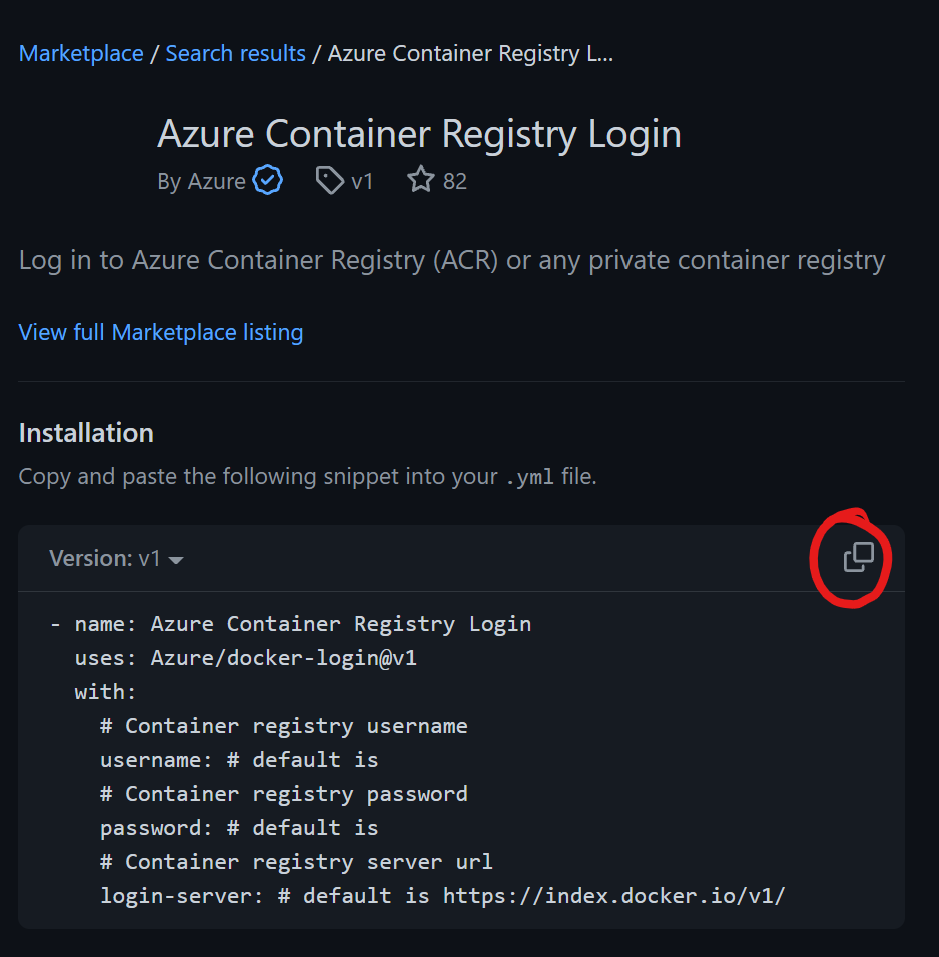 Marketplace / Search results / Azure Container Registry L...
Azure Container Registry Login
By Azure v1 82
Log in to Azure Container Registry (ACR) or any private container registry
View full Marketplace listing
Installation
Copy and paste the following snippet into your .yml file.
Version: v1
- name: Azure Container Registry Login
  uses: Azure/docker-login@v1
  with:
    # Container registry username
    username: # default is
    # Container registry password
    password: # default is
    # Container registry server url
    login-server: # default is https://index.docker.io/v1/